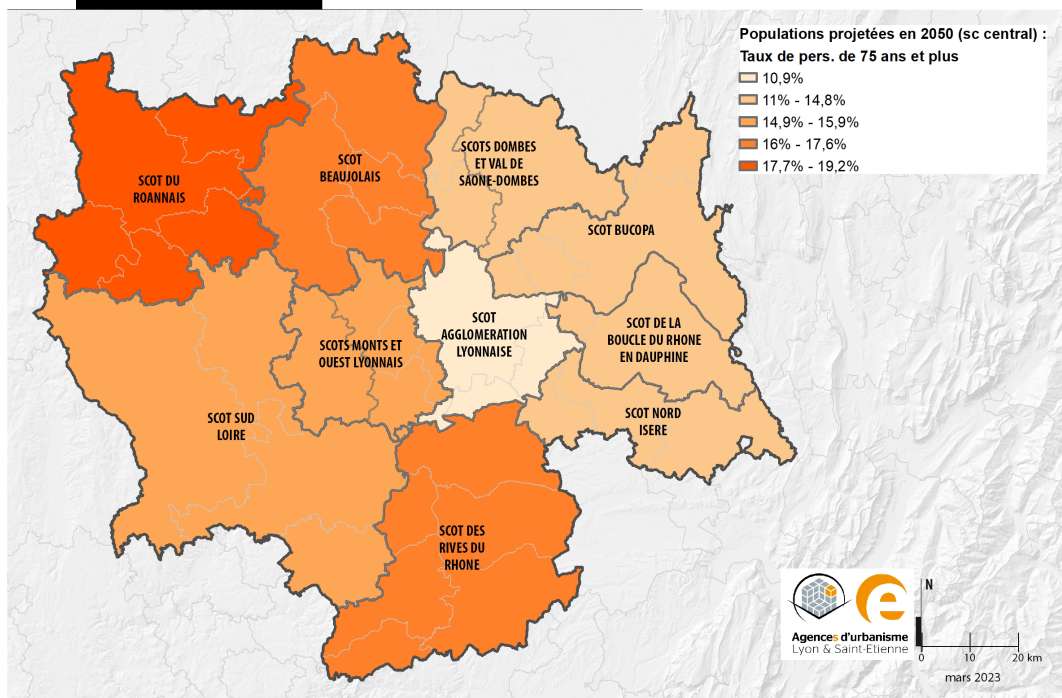 Populations projetées en 2050 (sc central) :
Taux de pers. de 75 ans et plus
10,9%
11% - 14,8%
14,9% - 15,9%
16% - 17,6%
17,7% - 19,2%
SCOT DU
ROANNAIS
SCOT
BEAUJOLAIS
SCOTS DOMBES
ET VAL DE
SAONE-DOMBES
SCOT BUCOPA
SCOT
AGGLOMERATION
LYONNAISE
SCOT DE LA
BOUCLE DU RHONE
EN DAUPHINE
SCOTS MONTS ET
OUEST LYONNAIS
SCOT SUD
LOIRE
SCOT NORD
ISERE
SCOT DES
RIVES DU
RHONE
e
Agences d'urbanisme
Lyon & Saint-Etienne
N
0 10 20 km
mars 2023